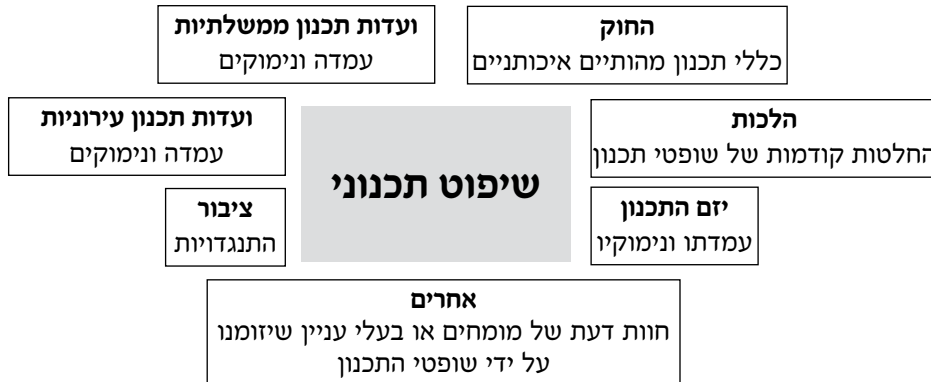 החוק
כללי תכנון מהותיים איכותניים
ועדות תכנון ממשלתיות
עמדה ונימוקים
הלכות
החלטות קודמות של שופטי תכנון
ועדות תכנון עירוניות
עמדה ונימוקים
שיפוט תכנוני
יזם התכנון
עמדתו ונימוקיו
ציבור
התנגדויות
אחרים
חוות דעת של מומחים או בעלי עניין שיזומנו
על ידי שופטי התכנון